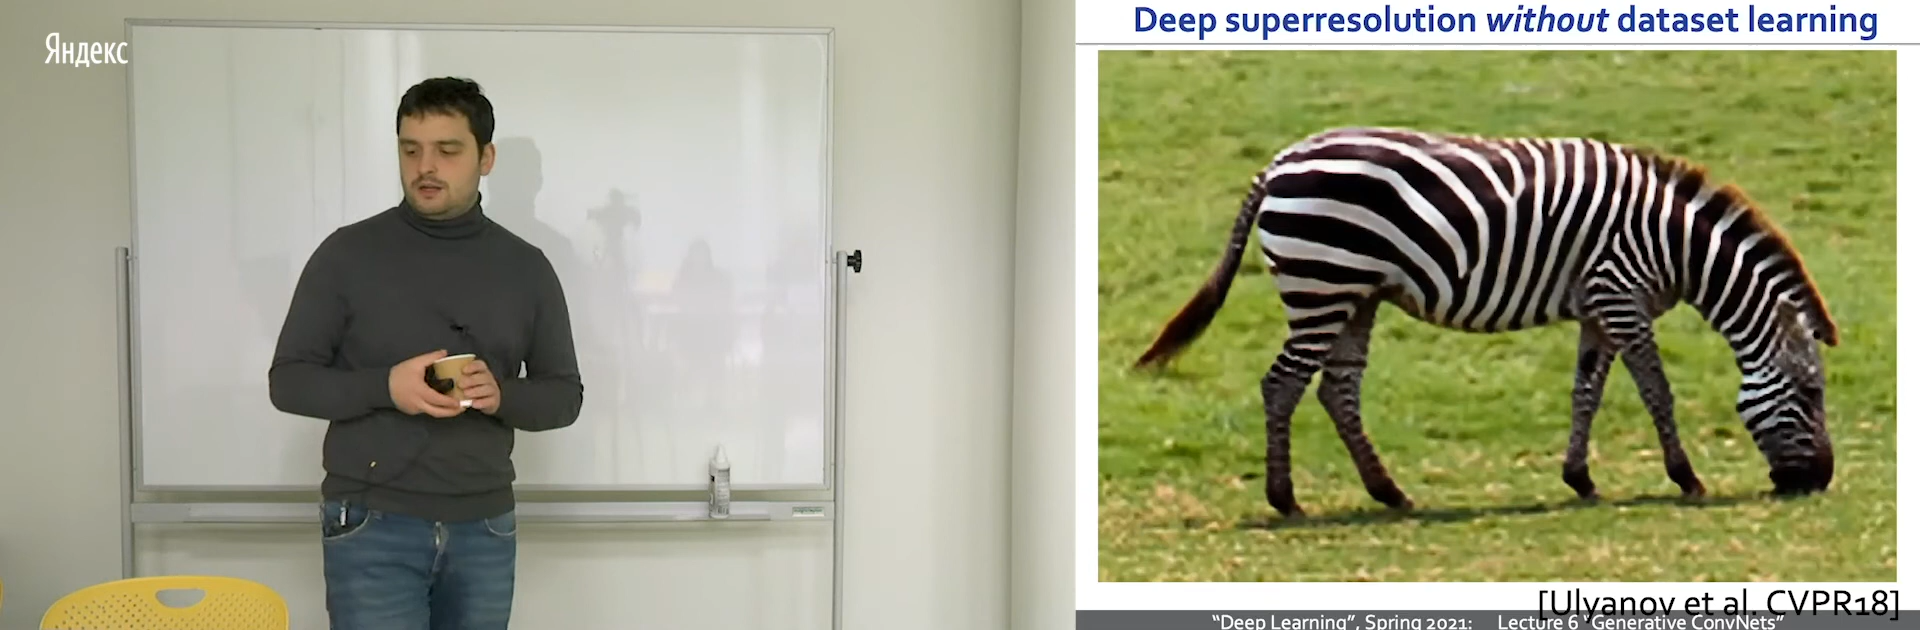 Яндекс
Deep superresolution without dataset learning
[Ulyanov et al. CVPR18]
"Deep Learning", Spring 2021: Lecture 6 "Generative ConvNets"